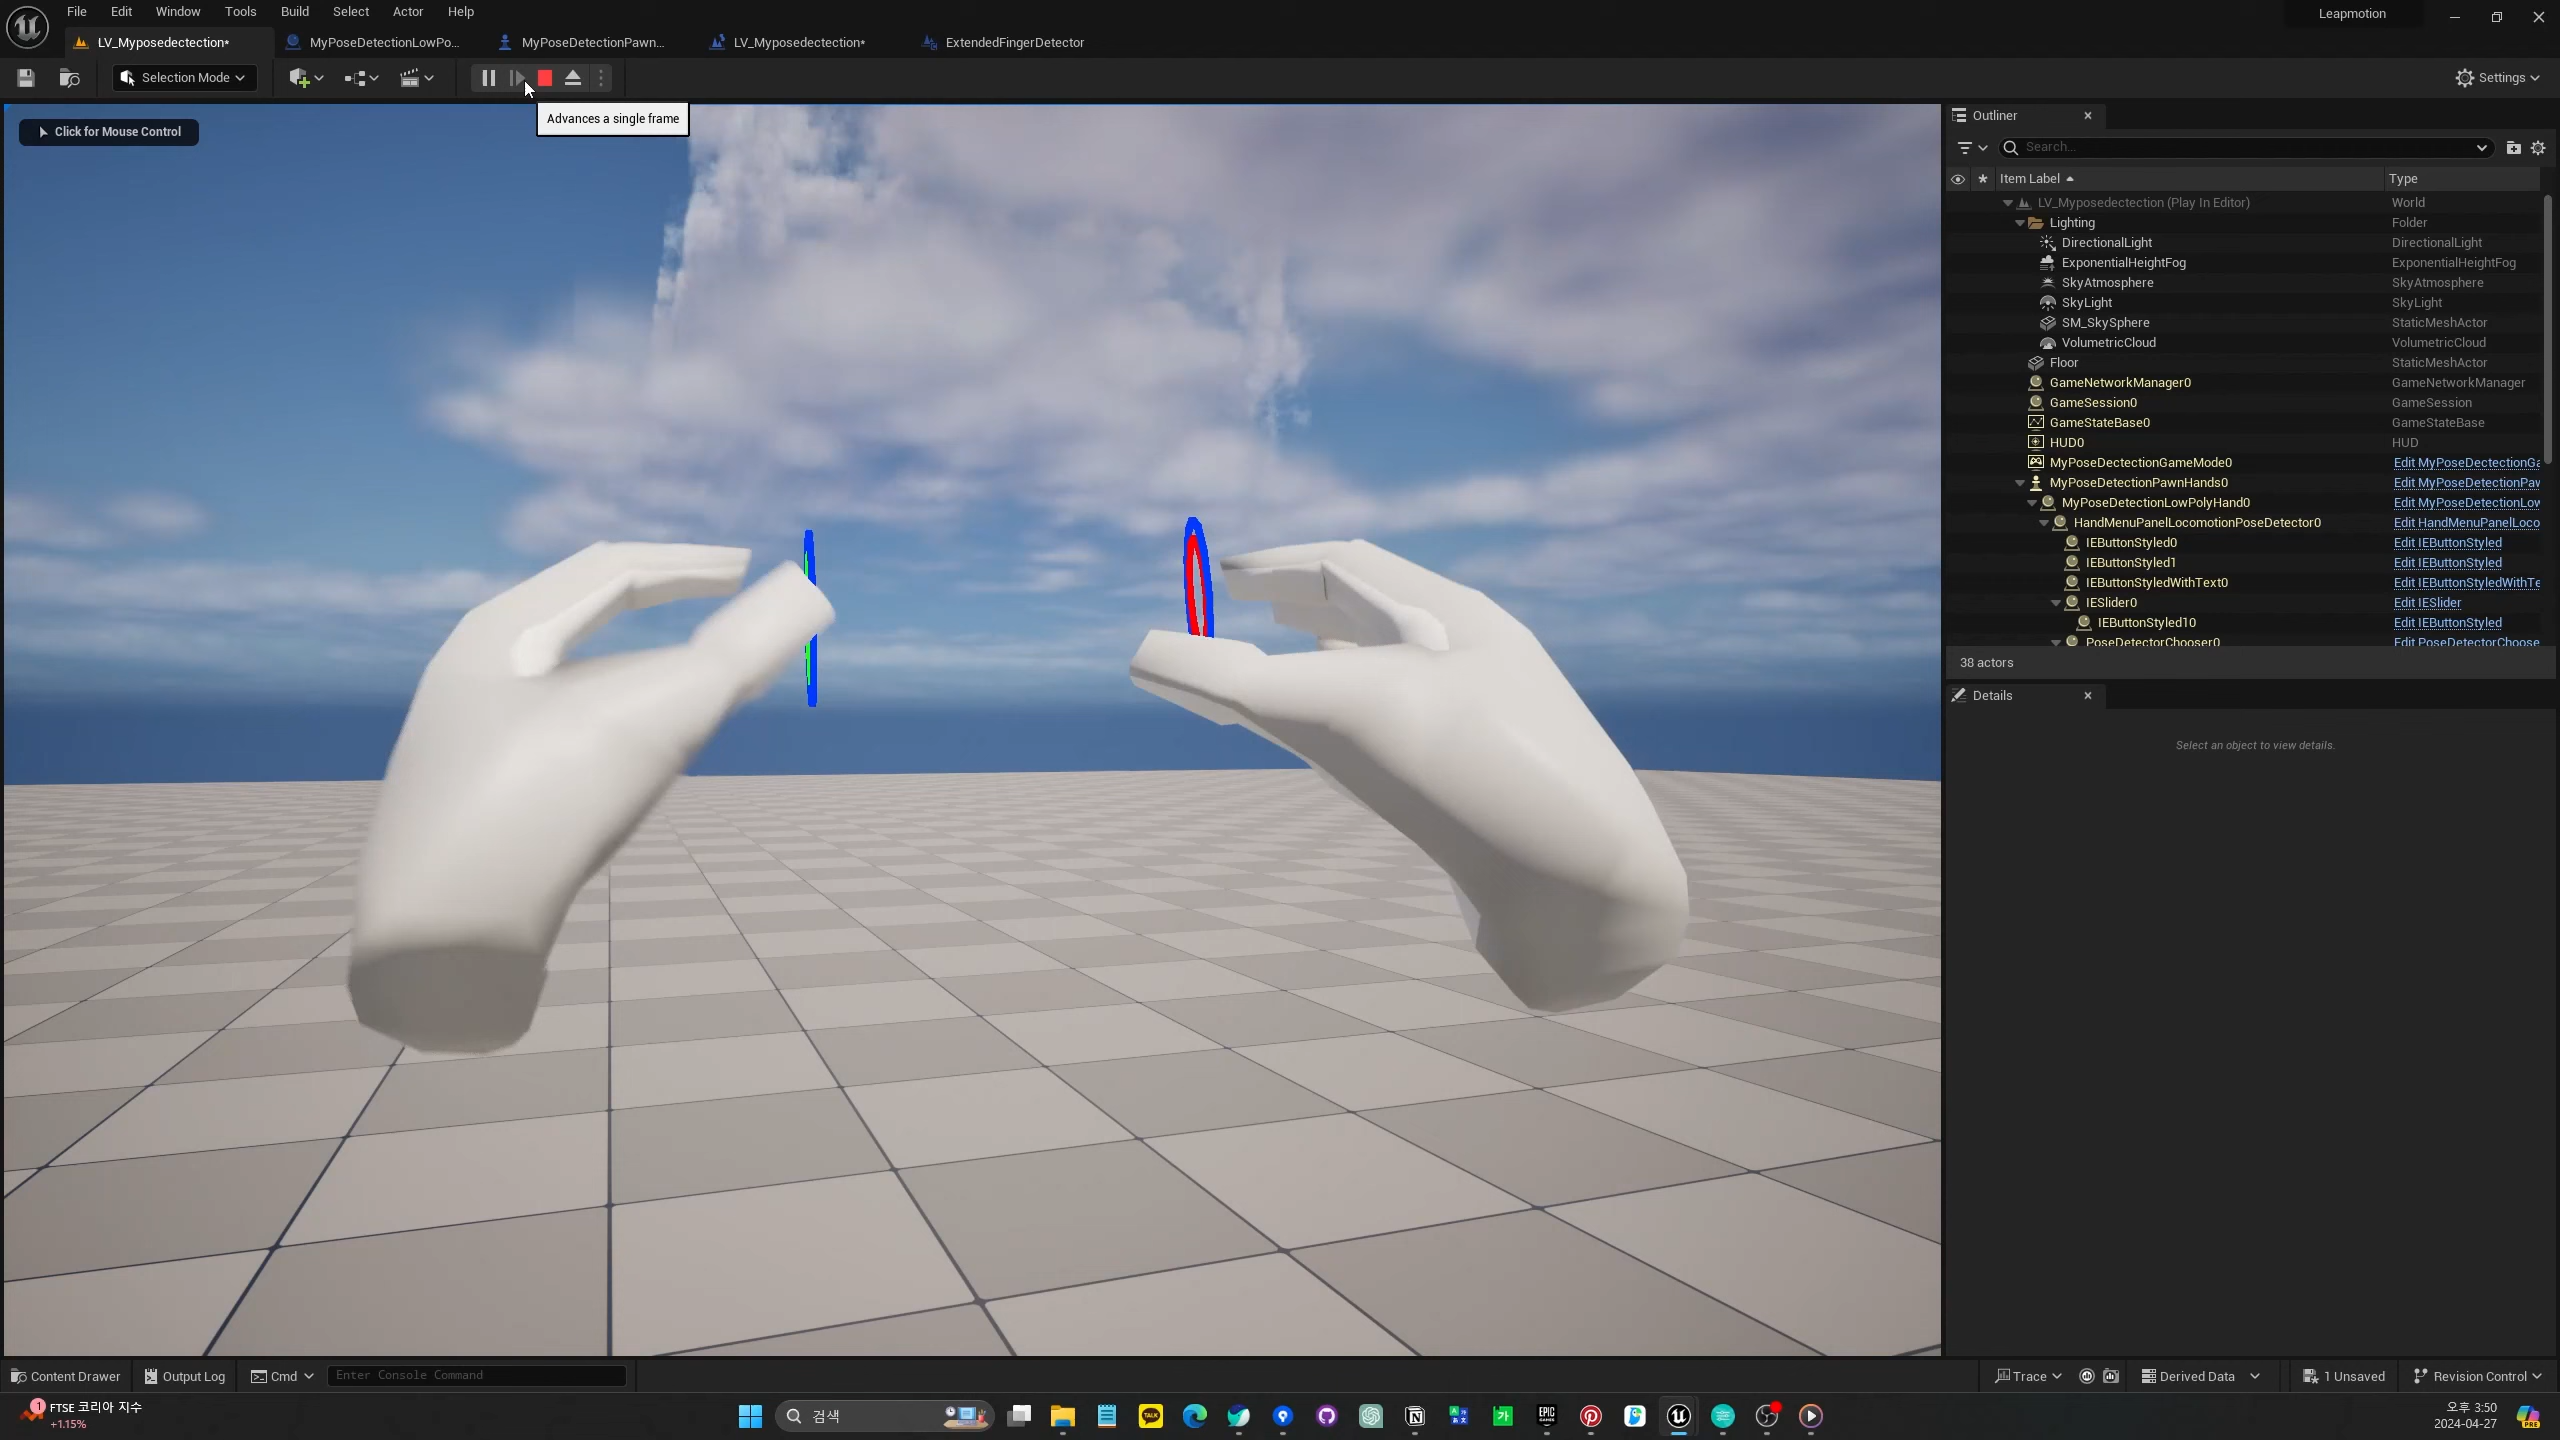 File Edit Window Tools Build Select Actor Help
Leapmotion
LV_Myposedectection*
MyPoseDetectionLowPo...
MyPoseDetectionPawn...
LV_Myposedectection*
ExtendedFingerDetector
Selection Mode
Settings
Advances a single frame
Click for Mouse Control
Outliner
Search...
Item Label Type
LV_Myposedectection (Play In Editor) World
Lighting Folder
DirectionalLight DirectionalLight
ExponentialHeightFog ExponentialHeightFog
SkyAtmosphere SkyAtmosphere
SkyLight SkyLight
SM_SkySphere StaticMeshActor
VolumetricCloud VolumetricCloud
Floor StaticMeshActor
GameNetworkManager0 GameNetworkManager
GameSession0 GameSession
GameStateBase0 GameStateBase
HUD0 HUD
MyPoseDectectionGameMode0 Edit MyPoseDectectionGa
MyPoseDetectionPawnHands0 Edit MyPoseDetectionPaw
MyPoseDetectionLowPolyHand0 Edit MyPoseDetectionLow
HandMenuPanelLocomotionPoseDetector0 Edit HandMenuPanelLoco
IEButtonStyled0 Edit IEButtonStyled
IEButtonStyled1 Edit IEButtonStyled
IEButtonStyledWithText0 Edit IEButtonStyledWithTe
IESlider0 Edit IESlider
IEButtonStyled10 Edit IEButtonStyled
PoseDetectorChooser0 Edit PoseDetectorChoose
38 actors
Details
Select an object to view details.
Content Drawer
Output Log
Cmd
Enter Console Command
Trace
Derived Data
1 Unsaved
Revision Control
1
FTSE 코리아 지수
+1.15%
검색
TALK
가
EPIC
GAMES
오후 3:50
2024-04-27
PRE